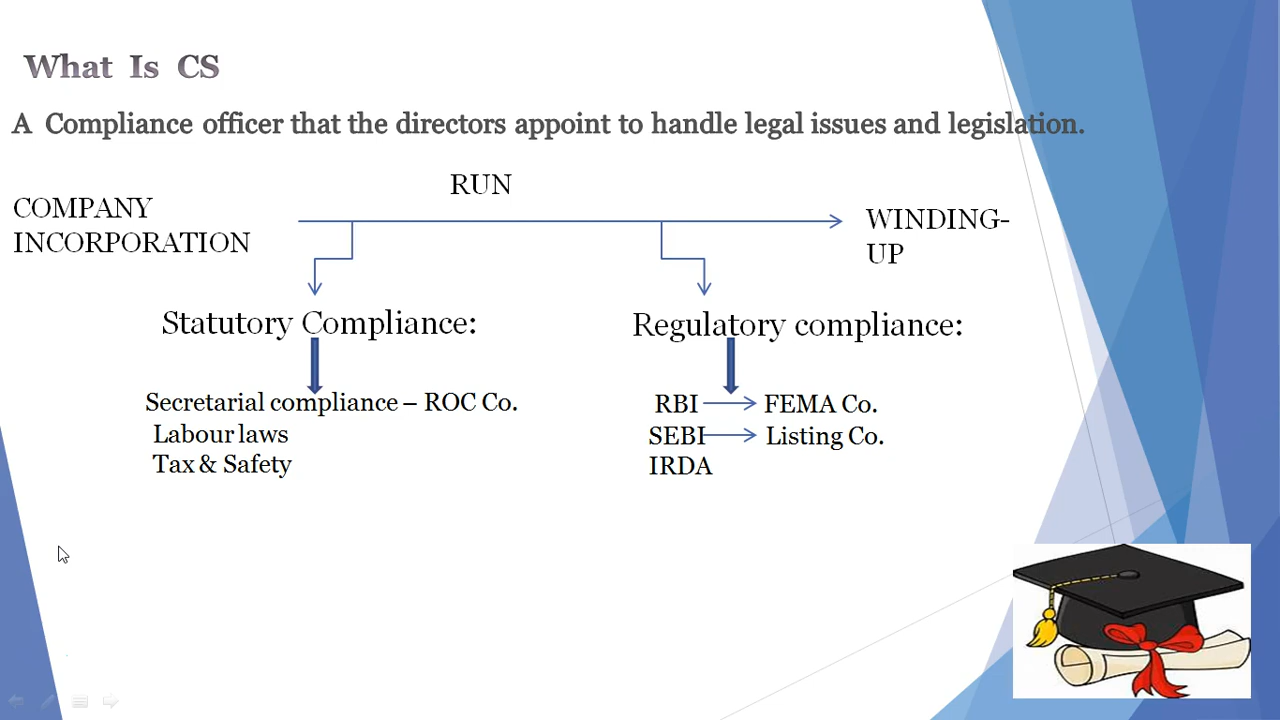 What Is CS
A Compliance officer that the directors appoint to handle legal issues and legislation.
RUN
COMPANY
INCORPORATION
WINDING-
UP
Statutory Compliance:
Regulatory compliance:
Secretarial compliance – ROC Co.
Labour laws
Tax & Safety
RBI FEMA Co.
SEBI Listing Co.
IRDA